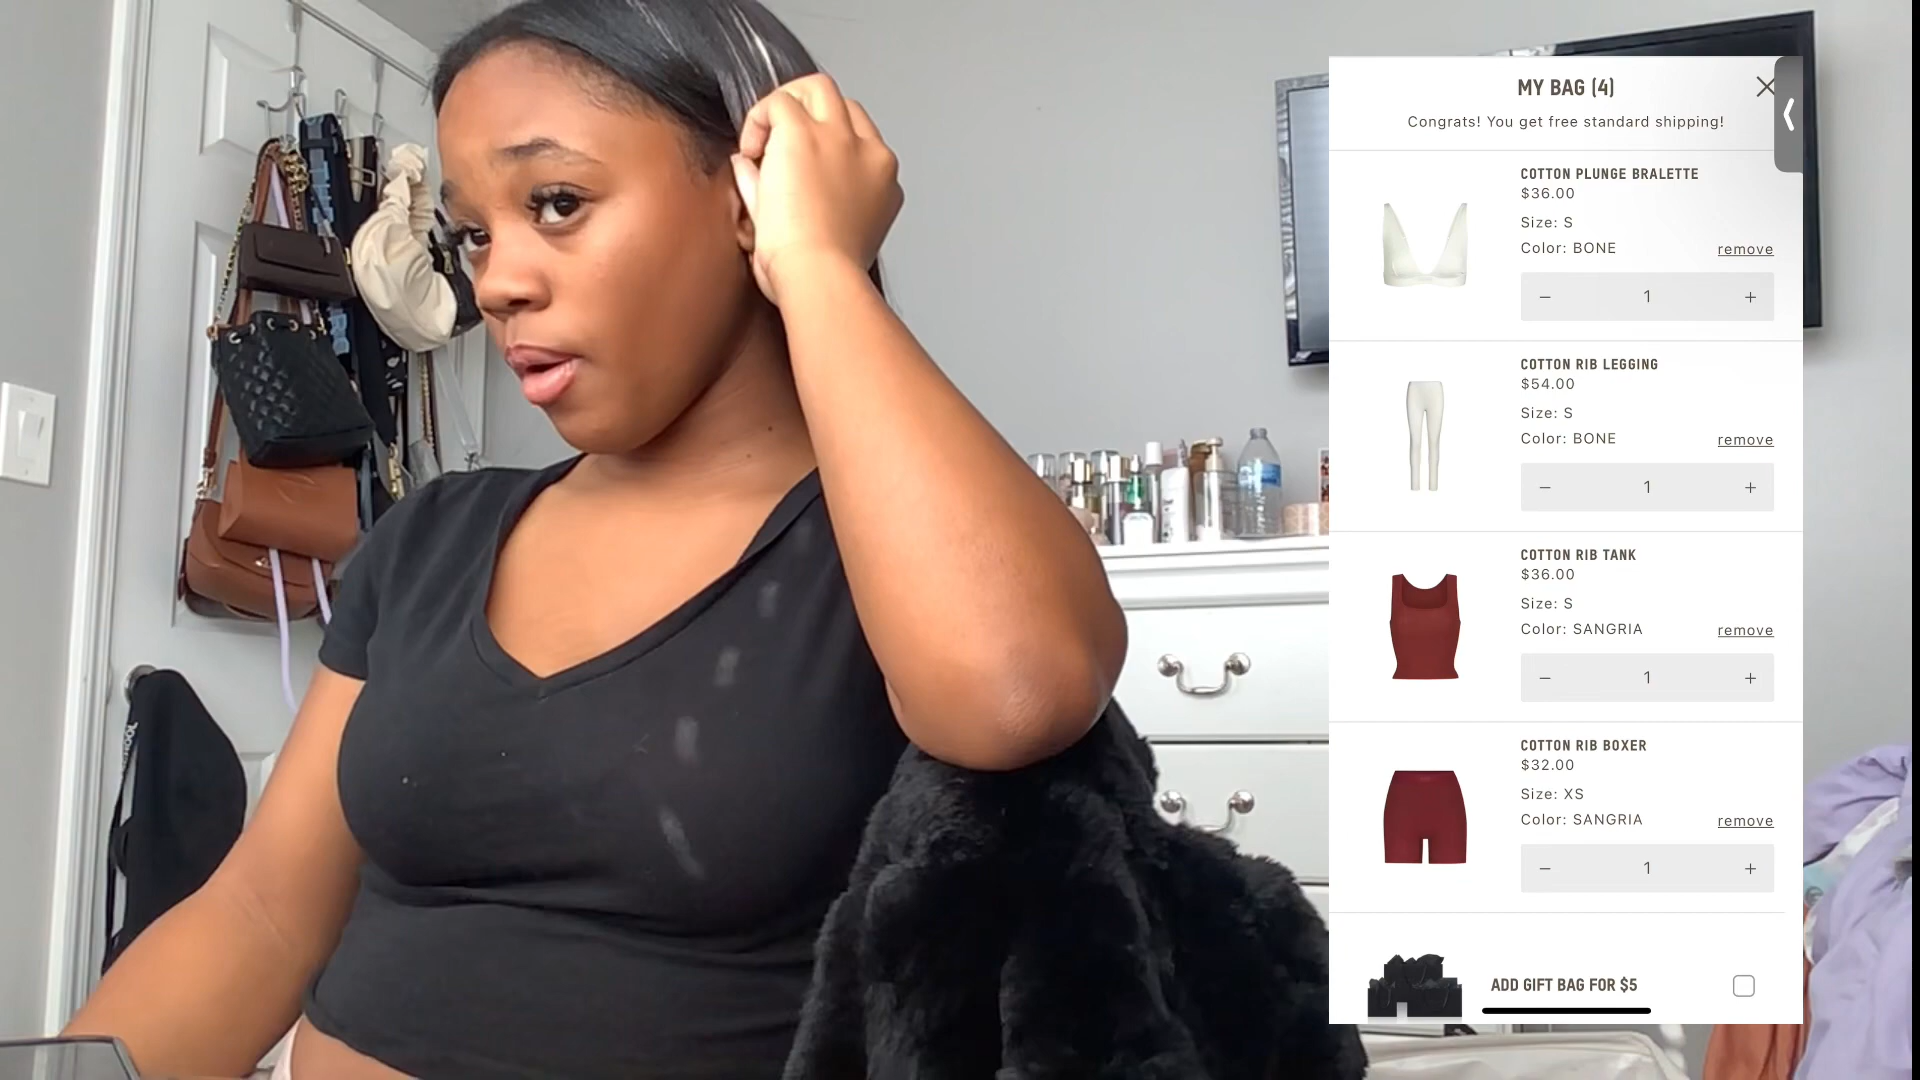 MY BAG (4)
Congrats! You get free standard shipping!
COTTON PLUNGE BRALETTE
$36.00
Size: S
Color: BONE
remove
− 1 +
COTTON RIB LEGGING
$54.00
Size: S
Color: BONE
remove
− 1 +
COTTON RIB TANK
$36.00
Size: S
Color: SANGRIA
remove
− 1 +
COTTON RIB BOXER
$32.00
Size: XS
Color: SANGRIA
remove
− 1 +
ADD GIFT BAG FOR $5